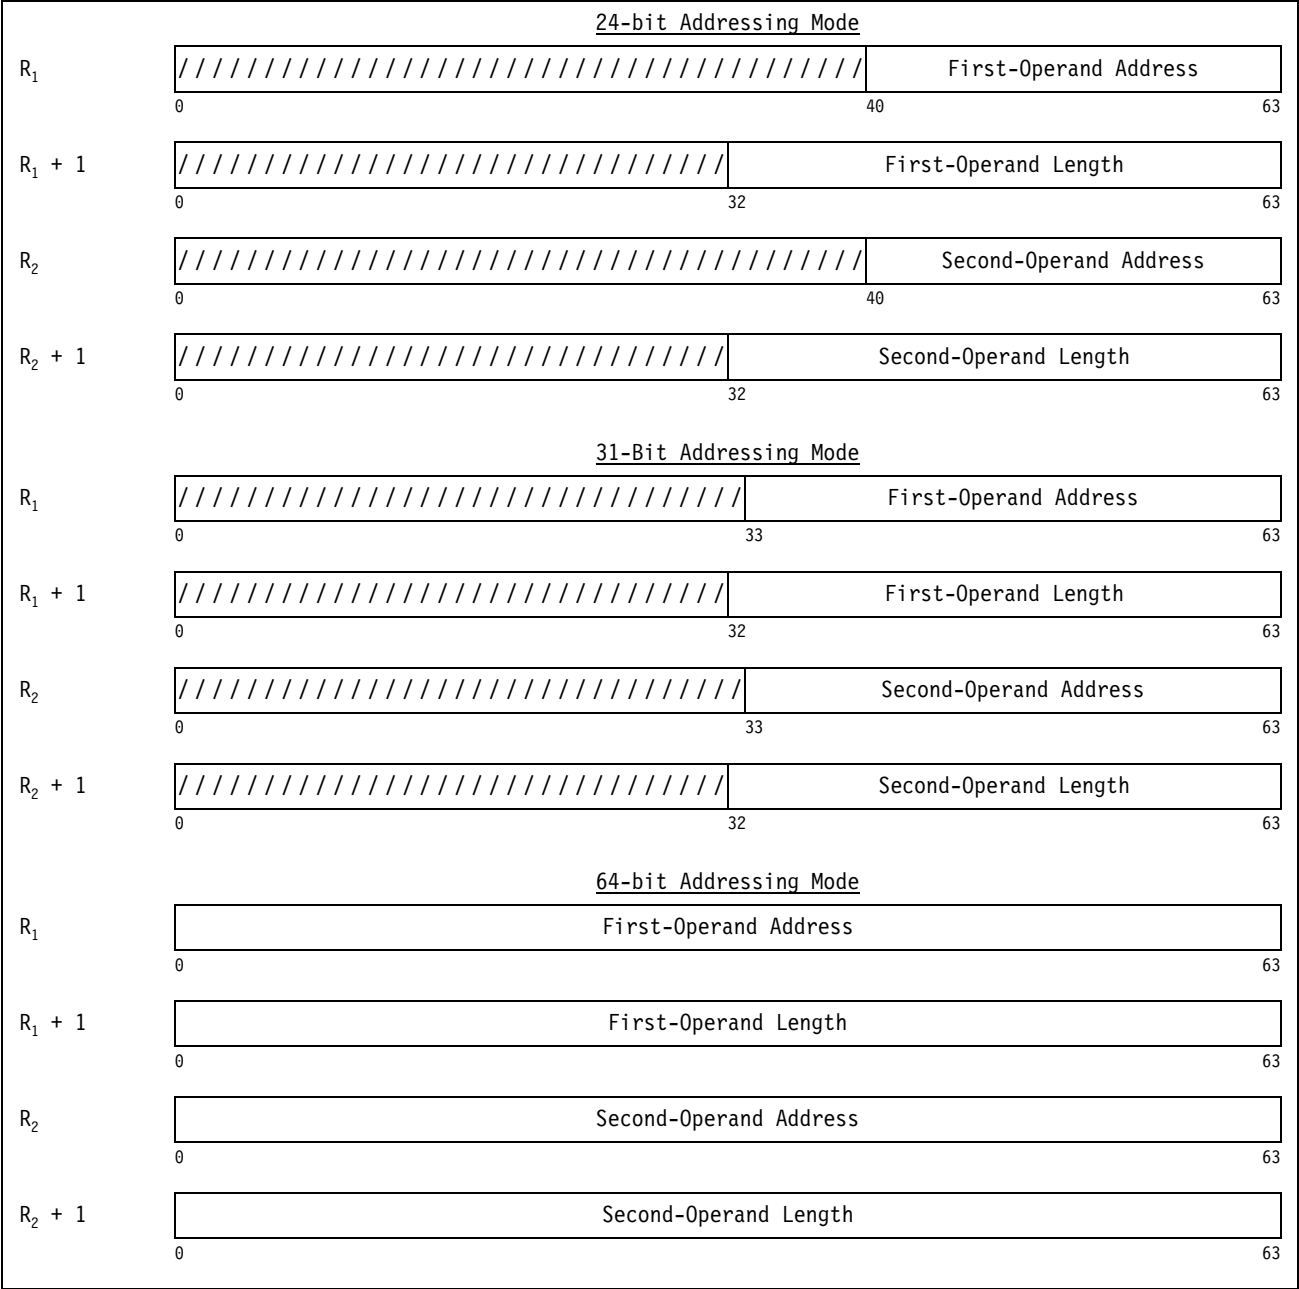 24-bit Addressing Mode
R1 //////////////////////////////////////// First-Operand Address
0 40 63
R1 + 1 //////////////////////////////// First-Operand Length
0 32 63
R2 //////////////////////////////////////// Second-Operand Address
0 40 63
R2 + 1 //////////////////////////////// Second-Operand Length
0 32 63
31-Bit Addressing Mode
R1 ///////////////////////////////// First-Operand Address
0 33 63
R1 + 1 //////////////////////////////// First-Operand Length
0 32 63
R2 ///////////////////////////////// Second-Operand Address
0 33 63
R2 + 1 //////////////////////////////// Second-Operand Length
0 32 63
64-bit Addressing Mode
R1 First-Operand Address
0 63
R1 + 1 First-Operand Length
0 63
R2 Second-Operand Address
0 63
R2 + 1 Second-Operand Length
0 63